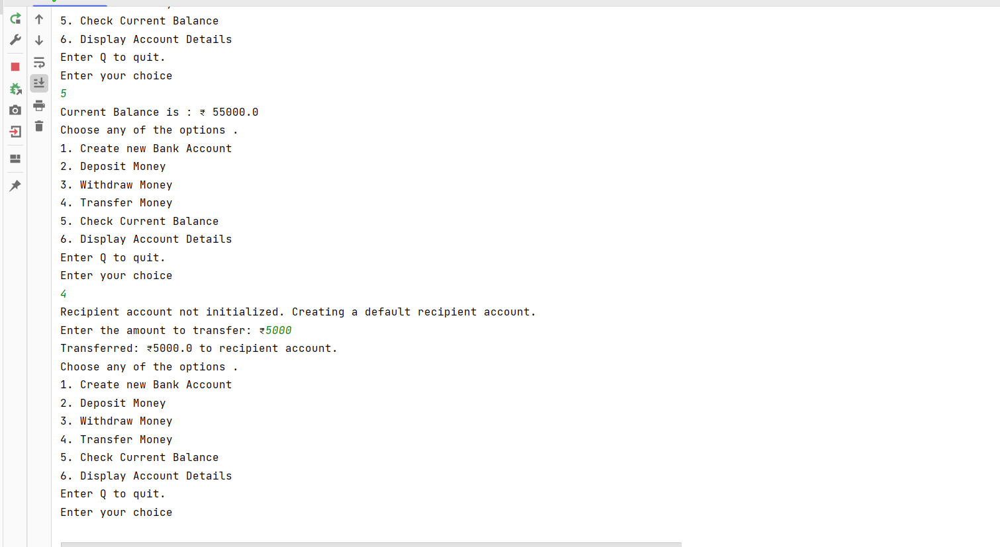 5. Check Current Balance
6. Display Account Details
Enter Q to quit.
Enter your choice
5
Current Balance is : ₹ 55000.0
Choose any of the options .
1. Create new Bank Account
2. Deposit Money
3. Withdraw Money
4. Transfer Money
5. Check Current Balance
6. Display Account Details
Enter Q to quit.
Enter your choice
4
Recipient account not initialized. Creating a default recipient account.
Enter the amount to transfer: ₹5000
Transferred: ₹5000.0 to recipient account.
Choose any of the options .
1. Create new Bank Account
2. Deposit Money
3. Withdraw Money
4. Transfer Money
5. Check Current Balance
6. Display Account Details
Enter Q to quit.
Enter your choice